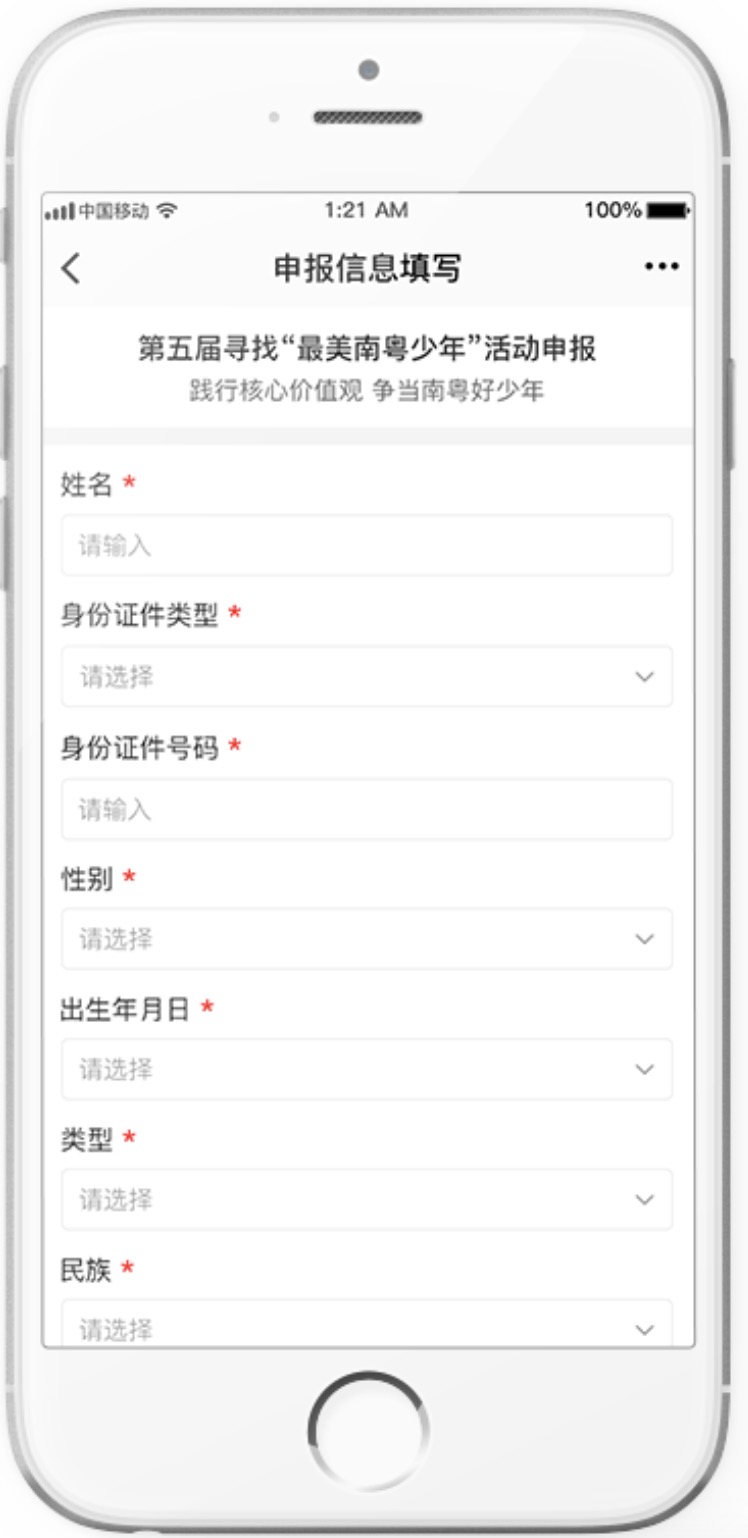 中国移动 1:21 AM 100%
申报信息填写
第五届寻找“最美南粤少年”活动申报
践行核心价值观 争当南粤好少年
姓名 *
请输入
身份证件类型 *
请选择
身份证件号码 *
请输入
性别 *
请选择
出生年月日 *
请选择
类型 *
请选择
民族 *
请选择